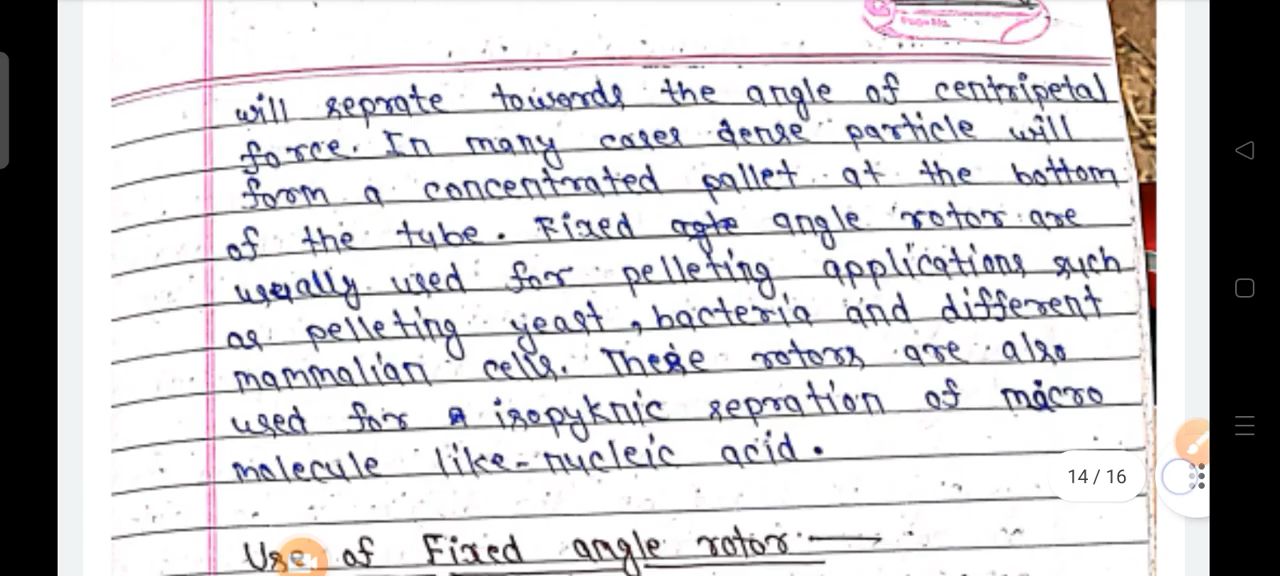 will seprate towards the angle of centripetal
force. In many cases dense particle will
form a concentrated pallet at the bottom
of the tube. Fixed angle rotor are
usually used for pelleting applications such
as pelleting yeast, bacteria and different
mammalian cells. These rotors are also
used for isopyknic sepration of macro
molecule like-nucleic acid.
14 / 16
Use of Fixed angle rotor →